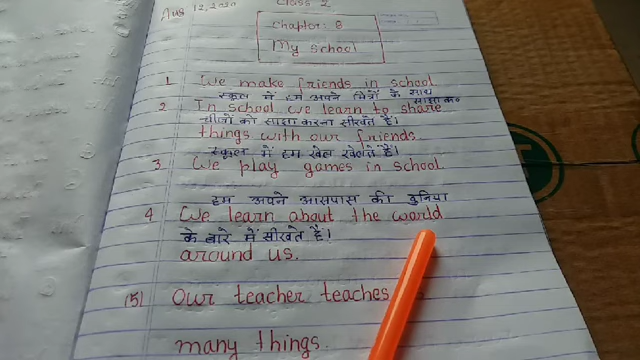 Aug 12, 2020
Class 2
Chapter: 8
My school
1 We make friends in school
स्कूल में हम अपने मित्रों के साथ
2 In school we learn to share
चीजों को साझा करना सीखते है।
things with our friends
स्कूल में हम खेल खेलते है।
3 We play games in school
हम अपने आसपास की दुनिया
4 We learn about the world
के बारे में सीखते है।
around us.
(5) Our teacher teaches
many things.